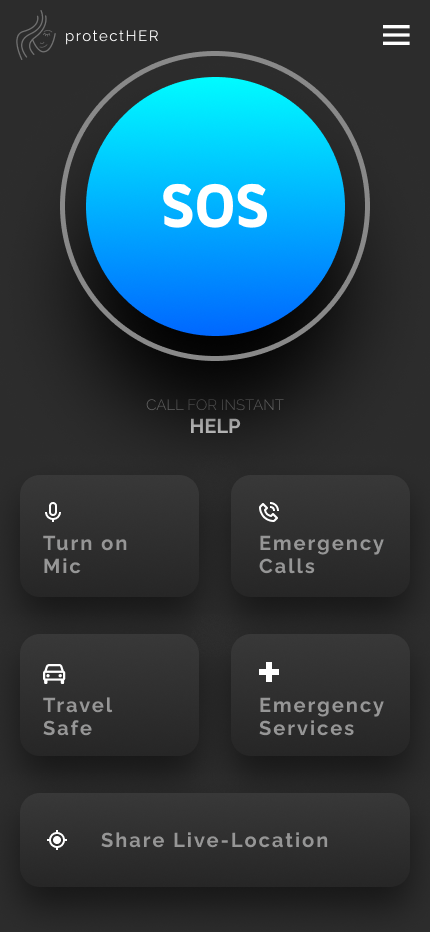 protectHER
SOS
CALL FOR INSTANT
HELP
Turn on
Mic
Emergency
Calls
Travel
Safe
Emergency
Services
Share Live-Location